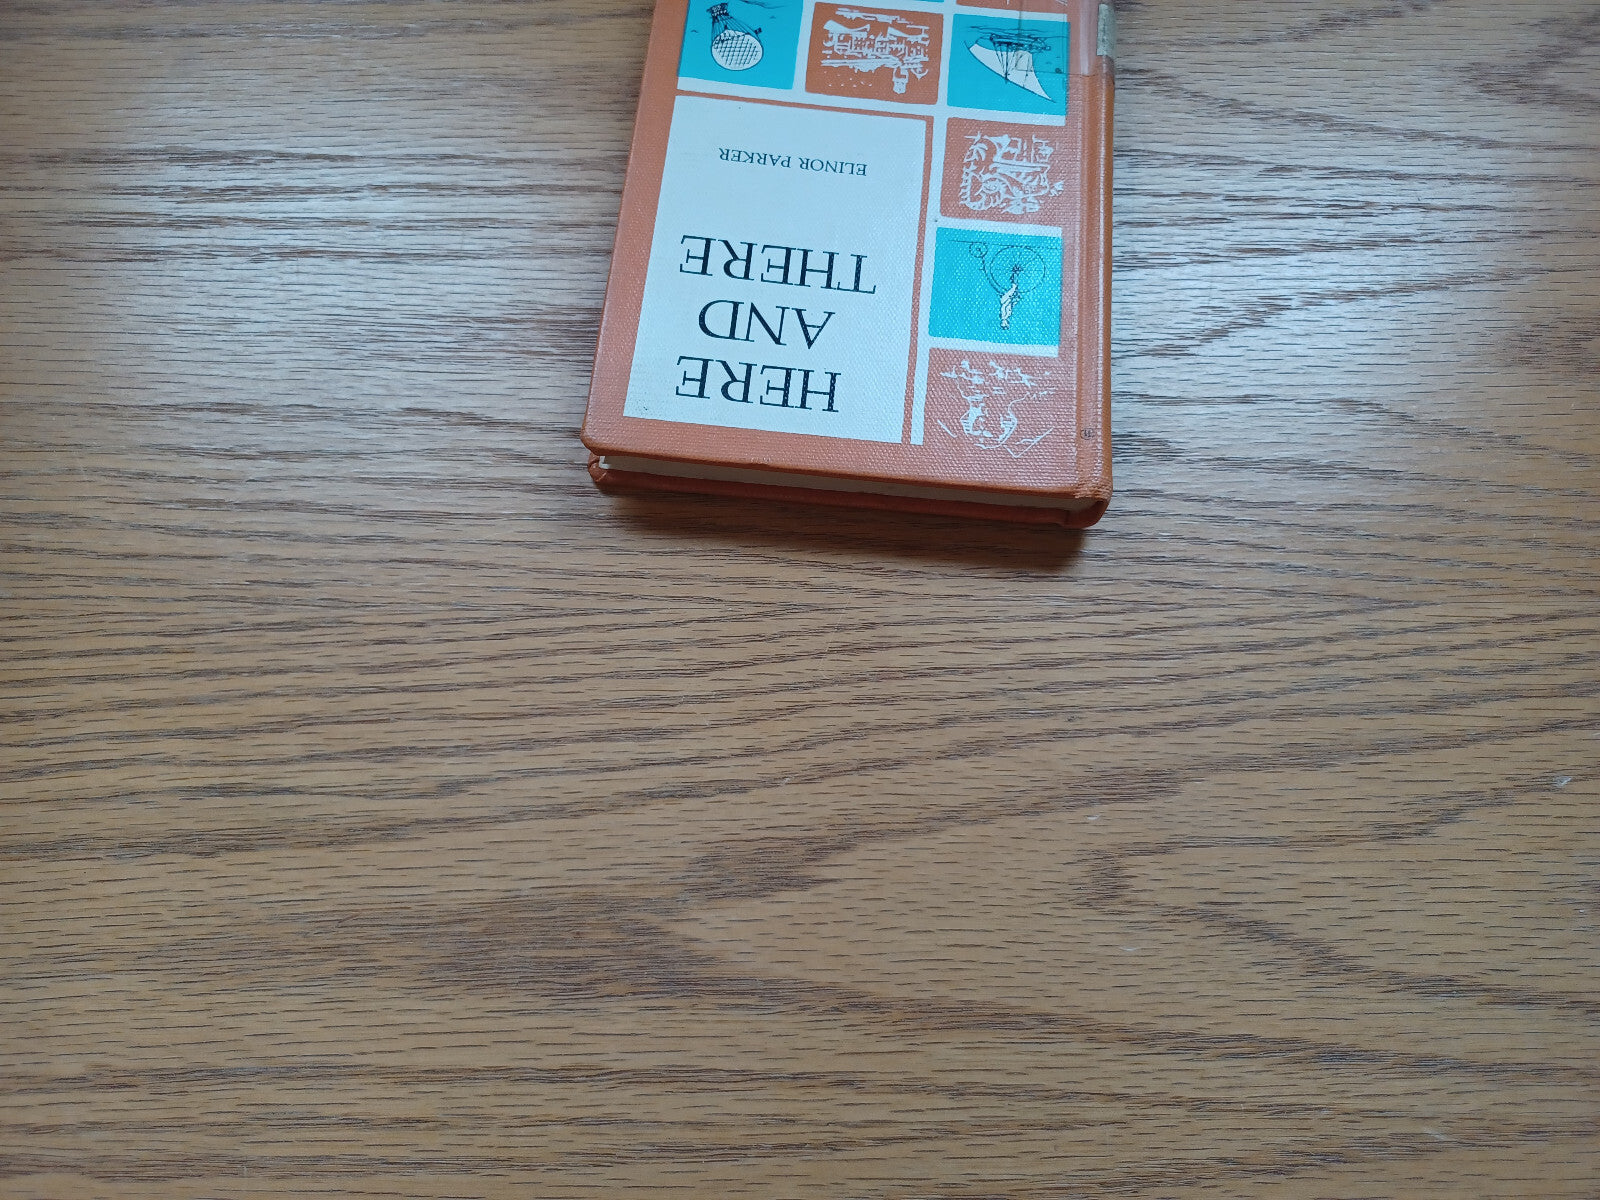 HERE
AND
THERE
ELINOR PARKER